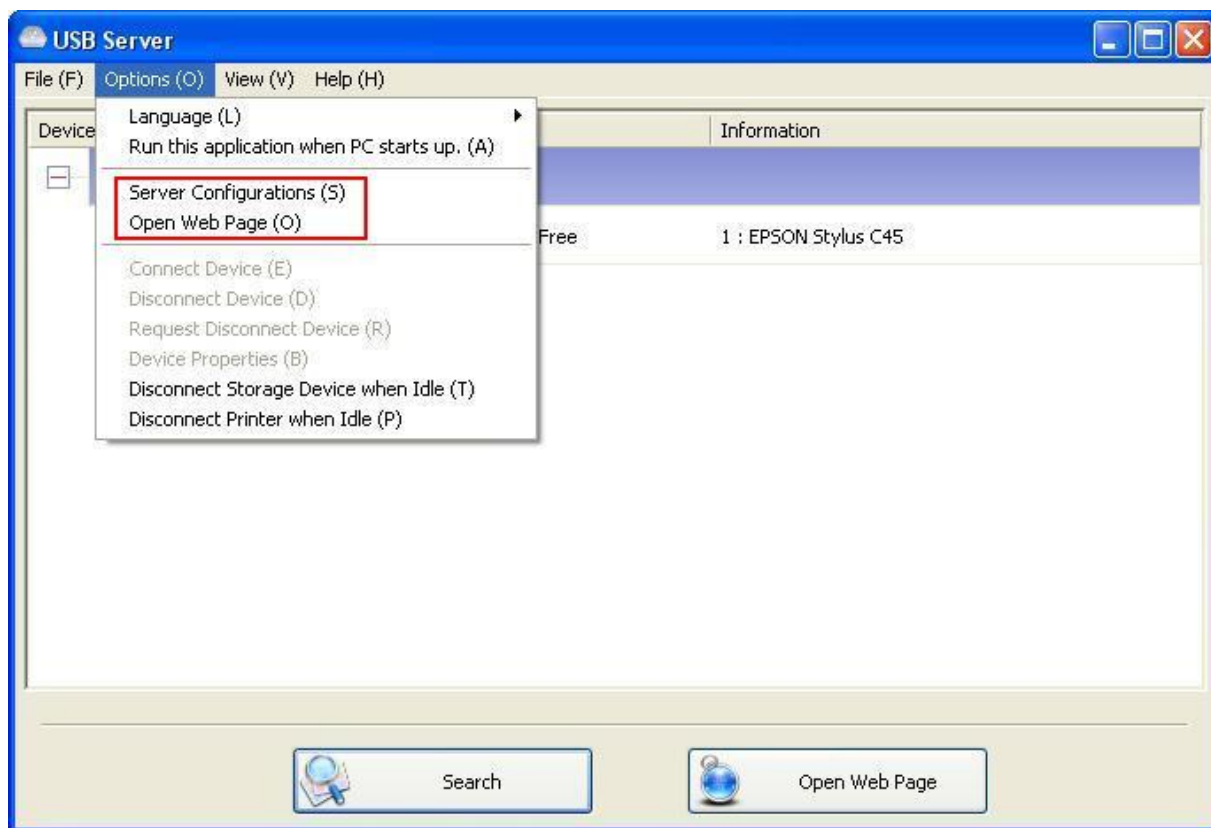 USB Server
File (F) Options (O) View (V) Help (H)
Device Information
Language (L)
Run this application when PC starts up. (A)
Server Configurations (S)
Open Web Page (O)
Free 1 : EPSON Stylus C45
Connect Device (E)
Disconnect Device (D)
Request Disconnect Device (R)
Device Properties (B)
Disconnect Storage Device when Idle (T)
Disconnect Printer when Idle (P)
Search Open Web Page